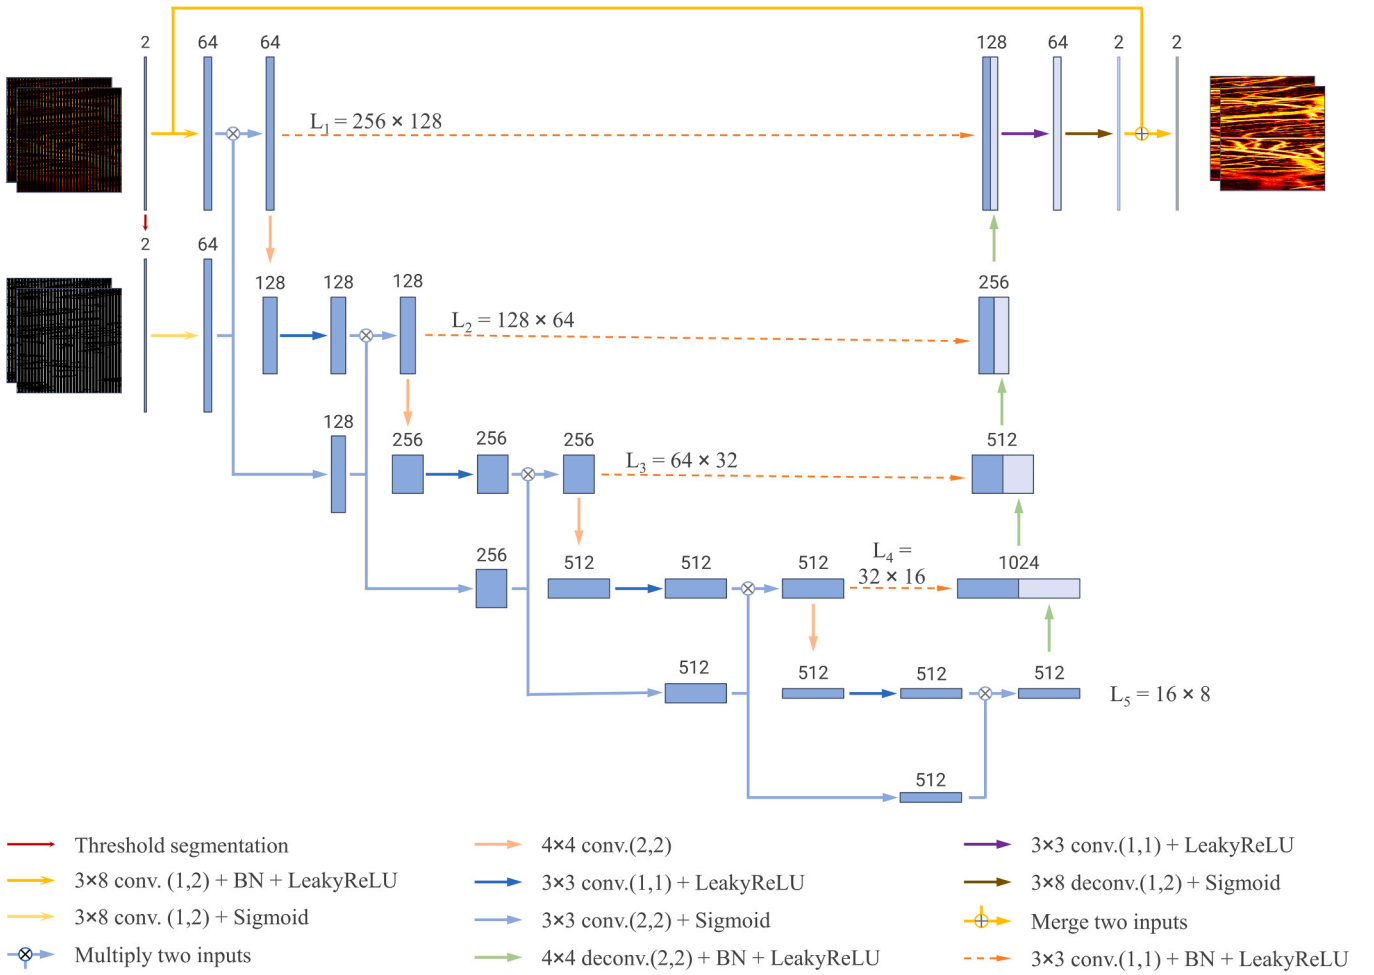 2 64 64 128 64 2 2
L1 = 256 × 128
2 64
128 128 128 256
L2 = 128 × 64
128 256 256 256 512
L3 = 64 × 32
256 512 512 512 1024
L4 =
32 × 16
512 512 512 512
L5 = 16 × 8
512
Threshold segmentation
3×8 conv. (1,2) + BN + LeakyReLU
3×8 conv. (1,2) + Sigmoid
Multiply two inputs
4×4 conv.(2,2)
3×3 conv.(1,1) + LeakyReLU
3×3 conv.(2,2) + Sigmoid
4×4 deconv.(2,2) + BN + LeakyReLU
3×3 conv.(1,1) + LeakyReLU
3×8 deconv.(1,2) + Sigmoid
Merge two inputs
3×3 conv.(1,1) + BN + LeakyReLU